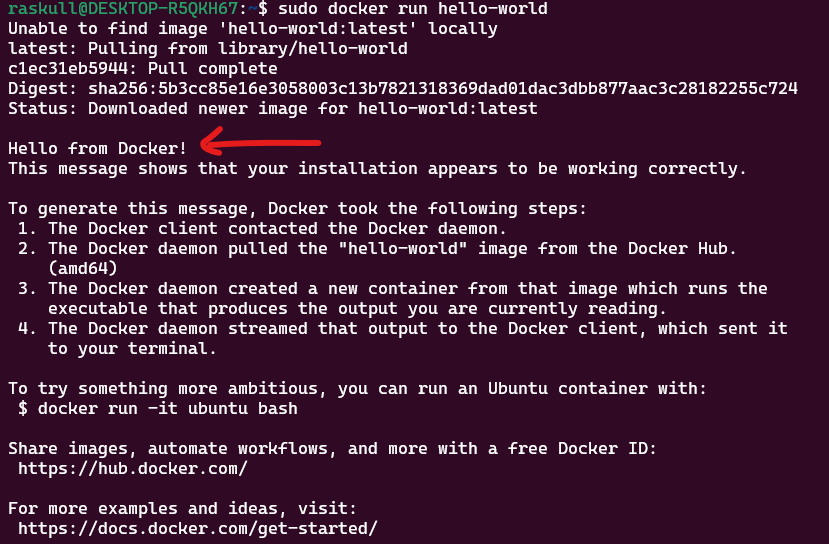 raskull@DESKTOP-R5QKH67:~$ sudo docker run hello-world
Unable to find image 'hello-world:latest' locally
latest: Pulling from library/hello-world
c1ec31eb5944: Pull complete
Digest: sha256:5b3cc85e16e3058003c13b7821318369dad01dac3dbb877aac3c28182255c724
Status: Downloaded newer image for hello-world:latest
Hello from Docker!
This message shows that your installation appears to be working correctly.
To generate this message, Docker took the following steps:
1. The Docker client contacted the Docker daemon.
2. The Docker daemon pulled the "hello-world" image from the Docker Hub.
(amd64)
3. The Docker daemon created a new container from that image which runs the
executable that produces the output you are currently reading.
4. The Docker daemon streamed that output to the Docker client, which sent it
to your terminal.
To try something more ambitious, you can run an Ubuntu container with:
$ docker run -it ubuntu bash
Share images, automate workflows, and more with a free Docker ID:
https://hub.docker.com/
For more examples and ideas, visit:
https://docs.docker.com/get-started/